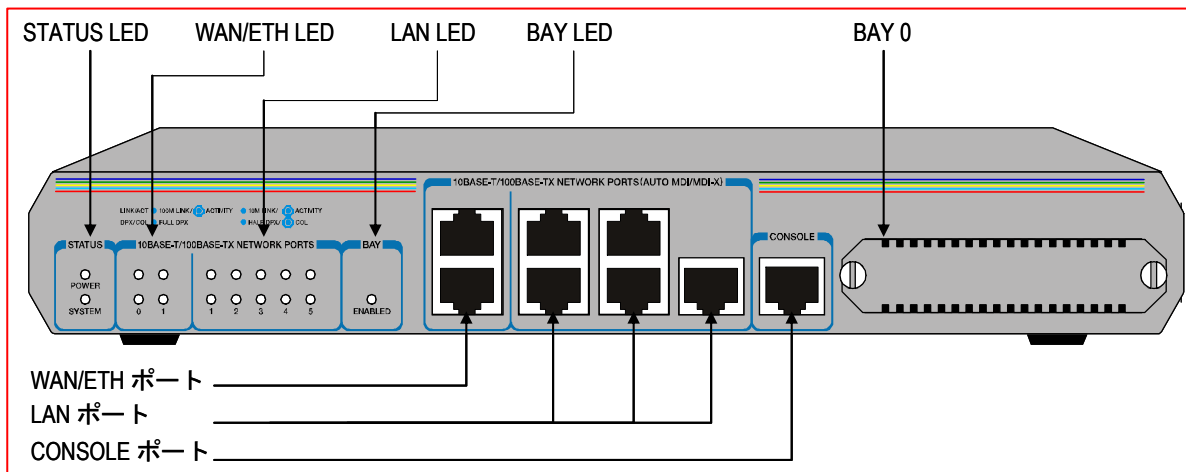 STATUS LED WAN/ETH LED LAN LED BAY LED BAY 0
10BASE-T/100BASE-TX NETWORK PORTS(AUTO MDI/MDI-X)
LINK/ACT 100M LINK/ ACTIVITY 10M LINK/ ACTIVITY
DPX/COL FULL DPX HALF DPX/ COL
STATUS 10BASE-T/100BASE-TX NETWORK PORTS BAY CONSOLE
POWER
SYSTEM 0 1 1 2 3 4 5 ENABLED
WAN/ETH ポート
LAN ポート
CONSOLE ポート